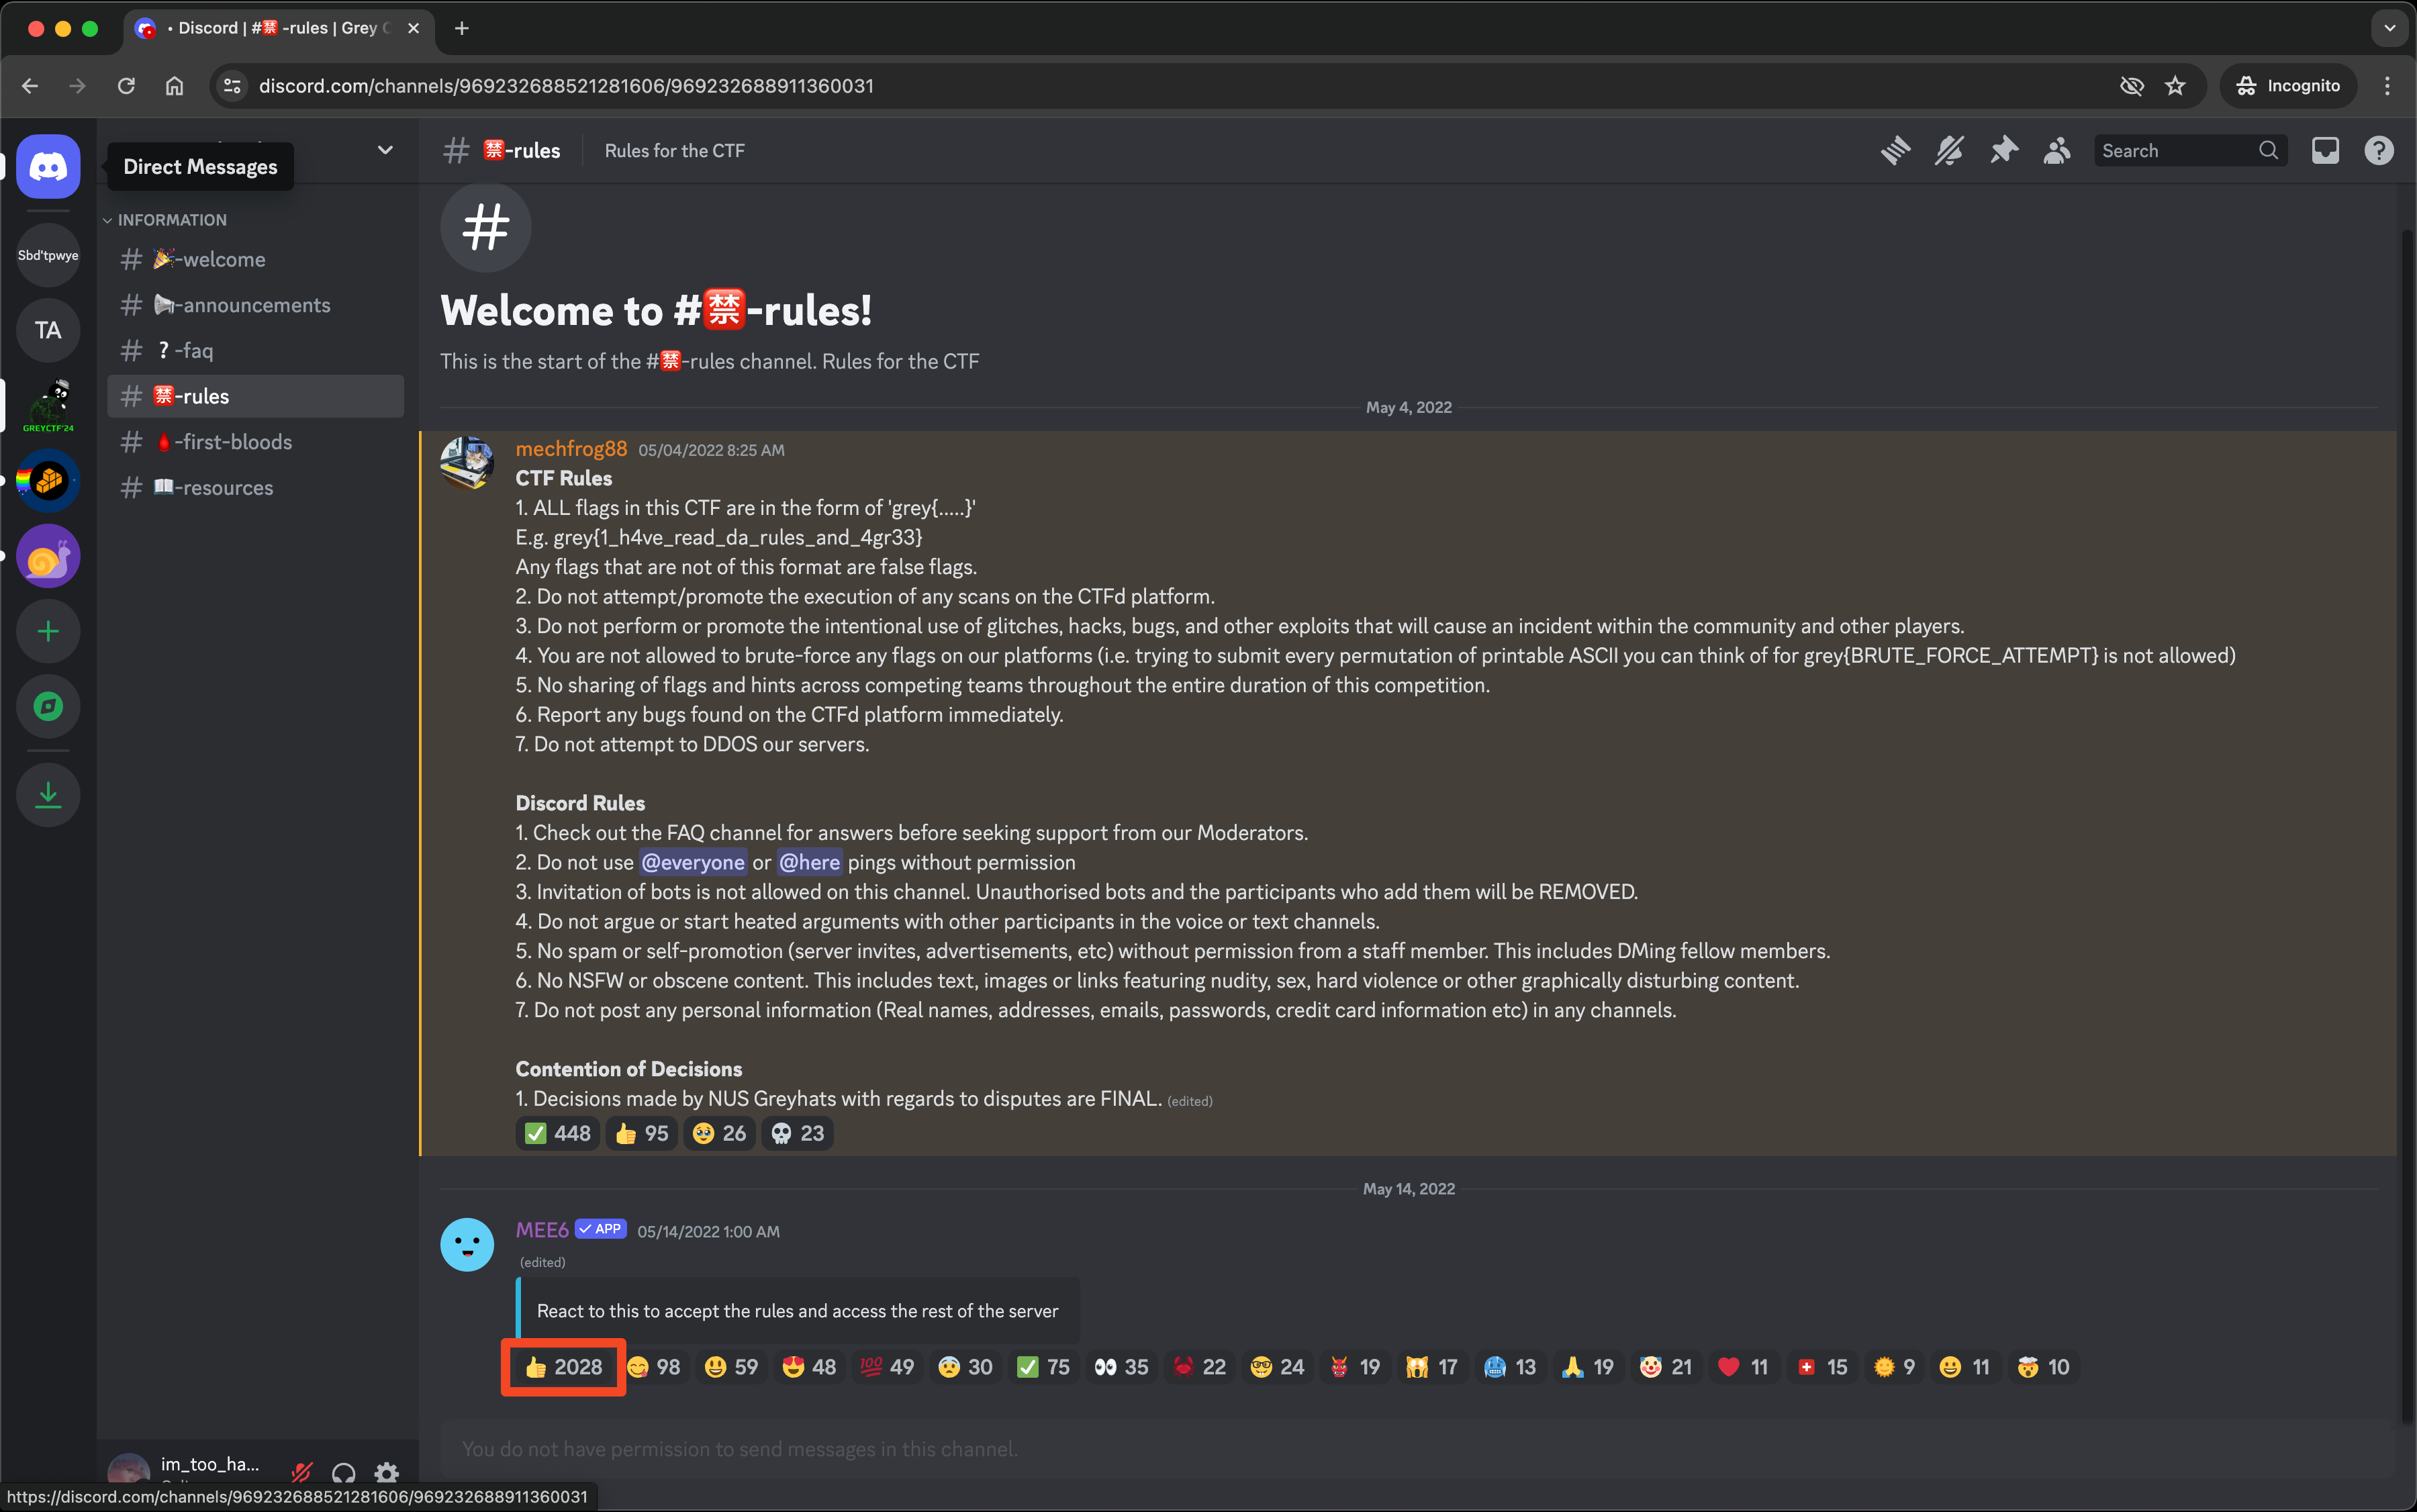 • Discord | #🈲-rules | Grey C
discord.com/channels/969232688521281606/969232688911360031
Incognito
Direct Messages
#
🈲-rules
Rules for the CTF
Search
Sbd'tpwye
TA
GREYCTF'24
INFORMATION
# 🎉-welcome
# 📢-announcements
# ❔-faq
# 🈲-rules
# 🩸-first-bloods
# 📖-resources
#
Welcome to #🈲-rules!
This is the start of the #🈲-rules channel. Rules for the CTF
May 4, 2022
mechfrog88 05/04/2022 8:25 AM
CTF Rules
1. ALL flags in this CTF are in the form of 'grey{.....}'
E.g. grey{1_h4ve_read_da_rules_and_4gr33}
Any flags that are not of this format are false flags.
2. Do not attempt/promote the execution of any scans on the CTFd platform.
3. Do not perform or promote the intentional use of glitches, hacks, bugs, and other exploits that will cause an incident within the community and other players.
4. You are not allowed to brute-force any flags on our platforms (i.e. trying to submit every permutation of printable ASCII you can think of for grey{BRUTE_FORCE_ATTEMPT} is not allowed)
5. No sharing of flags and hints across competing teams throughout the entire duration of this competition.
6. Report any bugs found on the CTFd platform immediately.
7. Do not attempt to DDOS our servers.
Discord Rules
1. Check out the FAQ channel for answers before seeking support from our Moderators.
2. Do not use @everyone or @here pings without permission
3. Invitation of bots is not allowed on this channel. Unauthorised bots and the participants who add them will be REMOVED.
4. Do not argue or start heated arguments with other participants in the voice or text channels.
5. No spam or self-promotion (server invites, advertisements, etc) without permission from a staff member. This includes DMing fellow members.
6. No NSFW or obscene content. This includes text, images or links featuring nudity, sex, hard violence or other graphically disturbing content.
7. Do not post any personal information (Real names, addresses, emails, passwords, credit card information etc) in any channels.
Contention of Decisions
1. Decisions made by NUS Greyhats with regards to disputes are FINAL. (edited)
✅ 448 👍 95 🥹 26 💀 23
May 14, 2022
MEE6 ✓ APP 05/14/2022 1:00 AM
(edited)
React to this to accept the rules and access the rest of the server
👍 2028 😋 98 😃 59 😍 48 💯 49 😨 30 ✅ 75 👀 35 🦀 22 🤓 24 👹 19 🙀 17 🥶 13 🙏 19 🤡 21 ❤️ 11 🇨🇭 15 🌞 9 😀 11 🤯 10
You do not have permission to send messages in this channel.
im_too_ha...
https://discord.com/channels/969232688521281606/969232688911360031